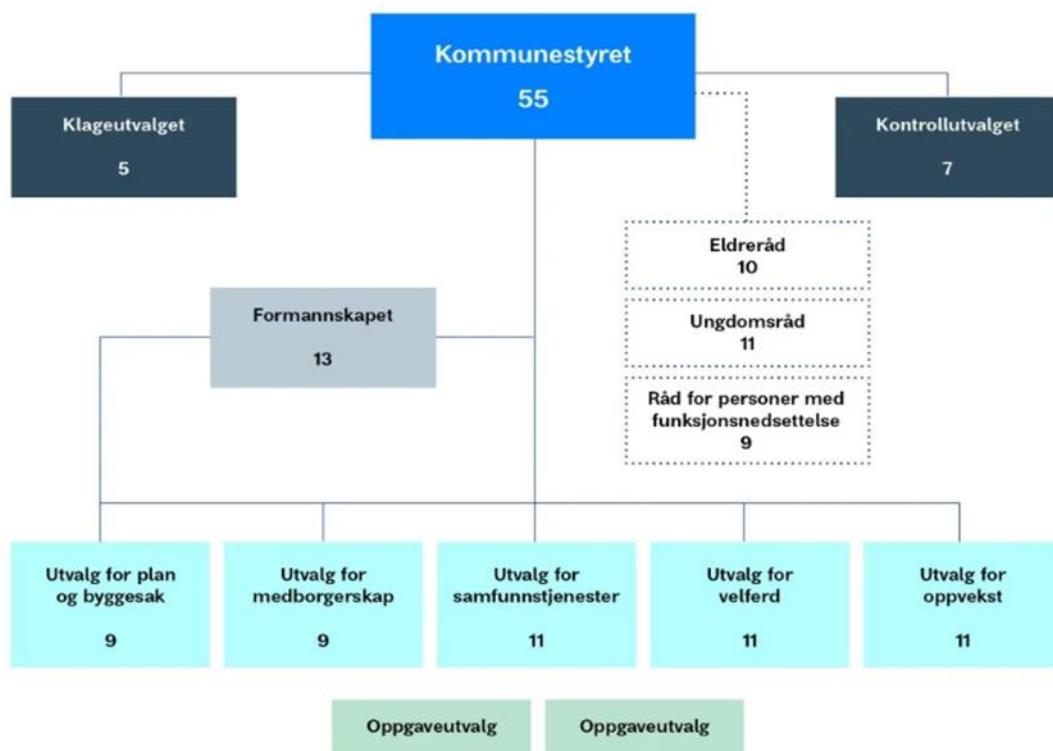 Kommunestyret
55
Klageutvalget
5
Kontrollutvalget
7
Eldreråd
10
Formannskapet
13
Ungdomsråd
11
Råd for personer med
funksjonsnedsettelse
9
Utvalg for plan
og byggesak
9
Utvalg for
medborgerskap
9
Utvalg for
samfunnstjenester
11
Utvalg for
velferd
11
Utvalg for
oppvekst
11
Oppgaveutvalg
Oppgaveutvalg